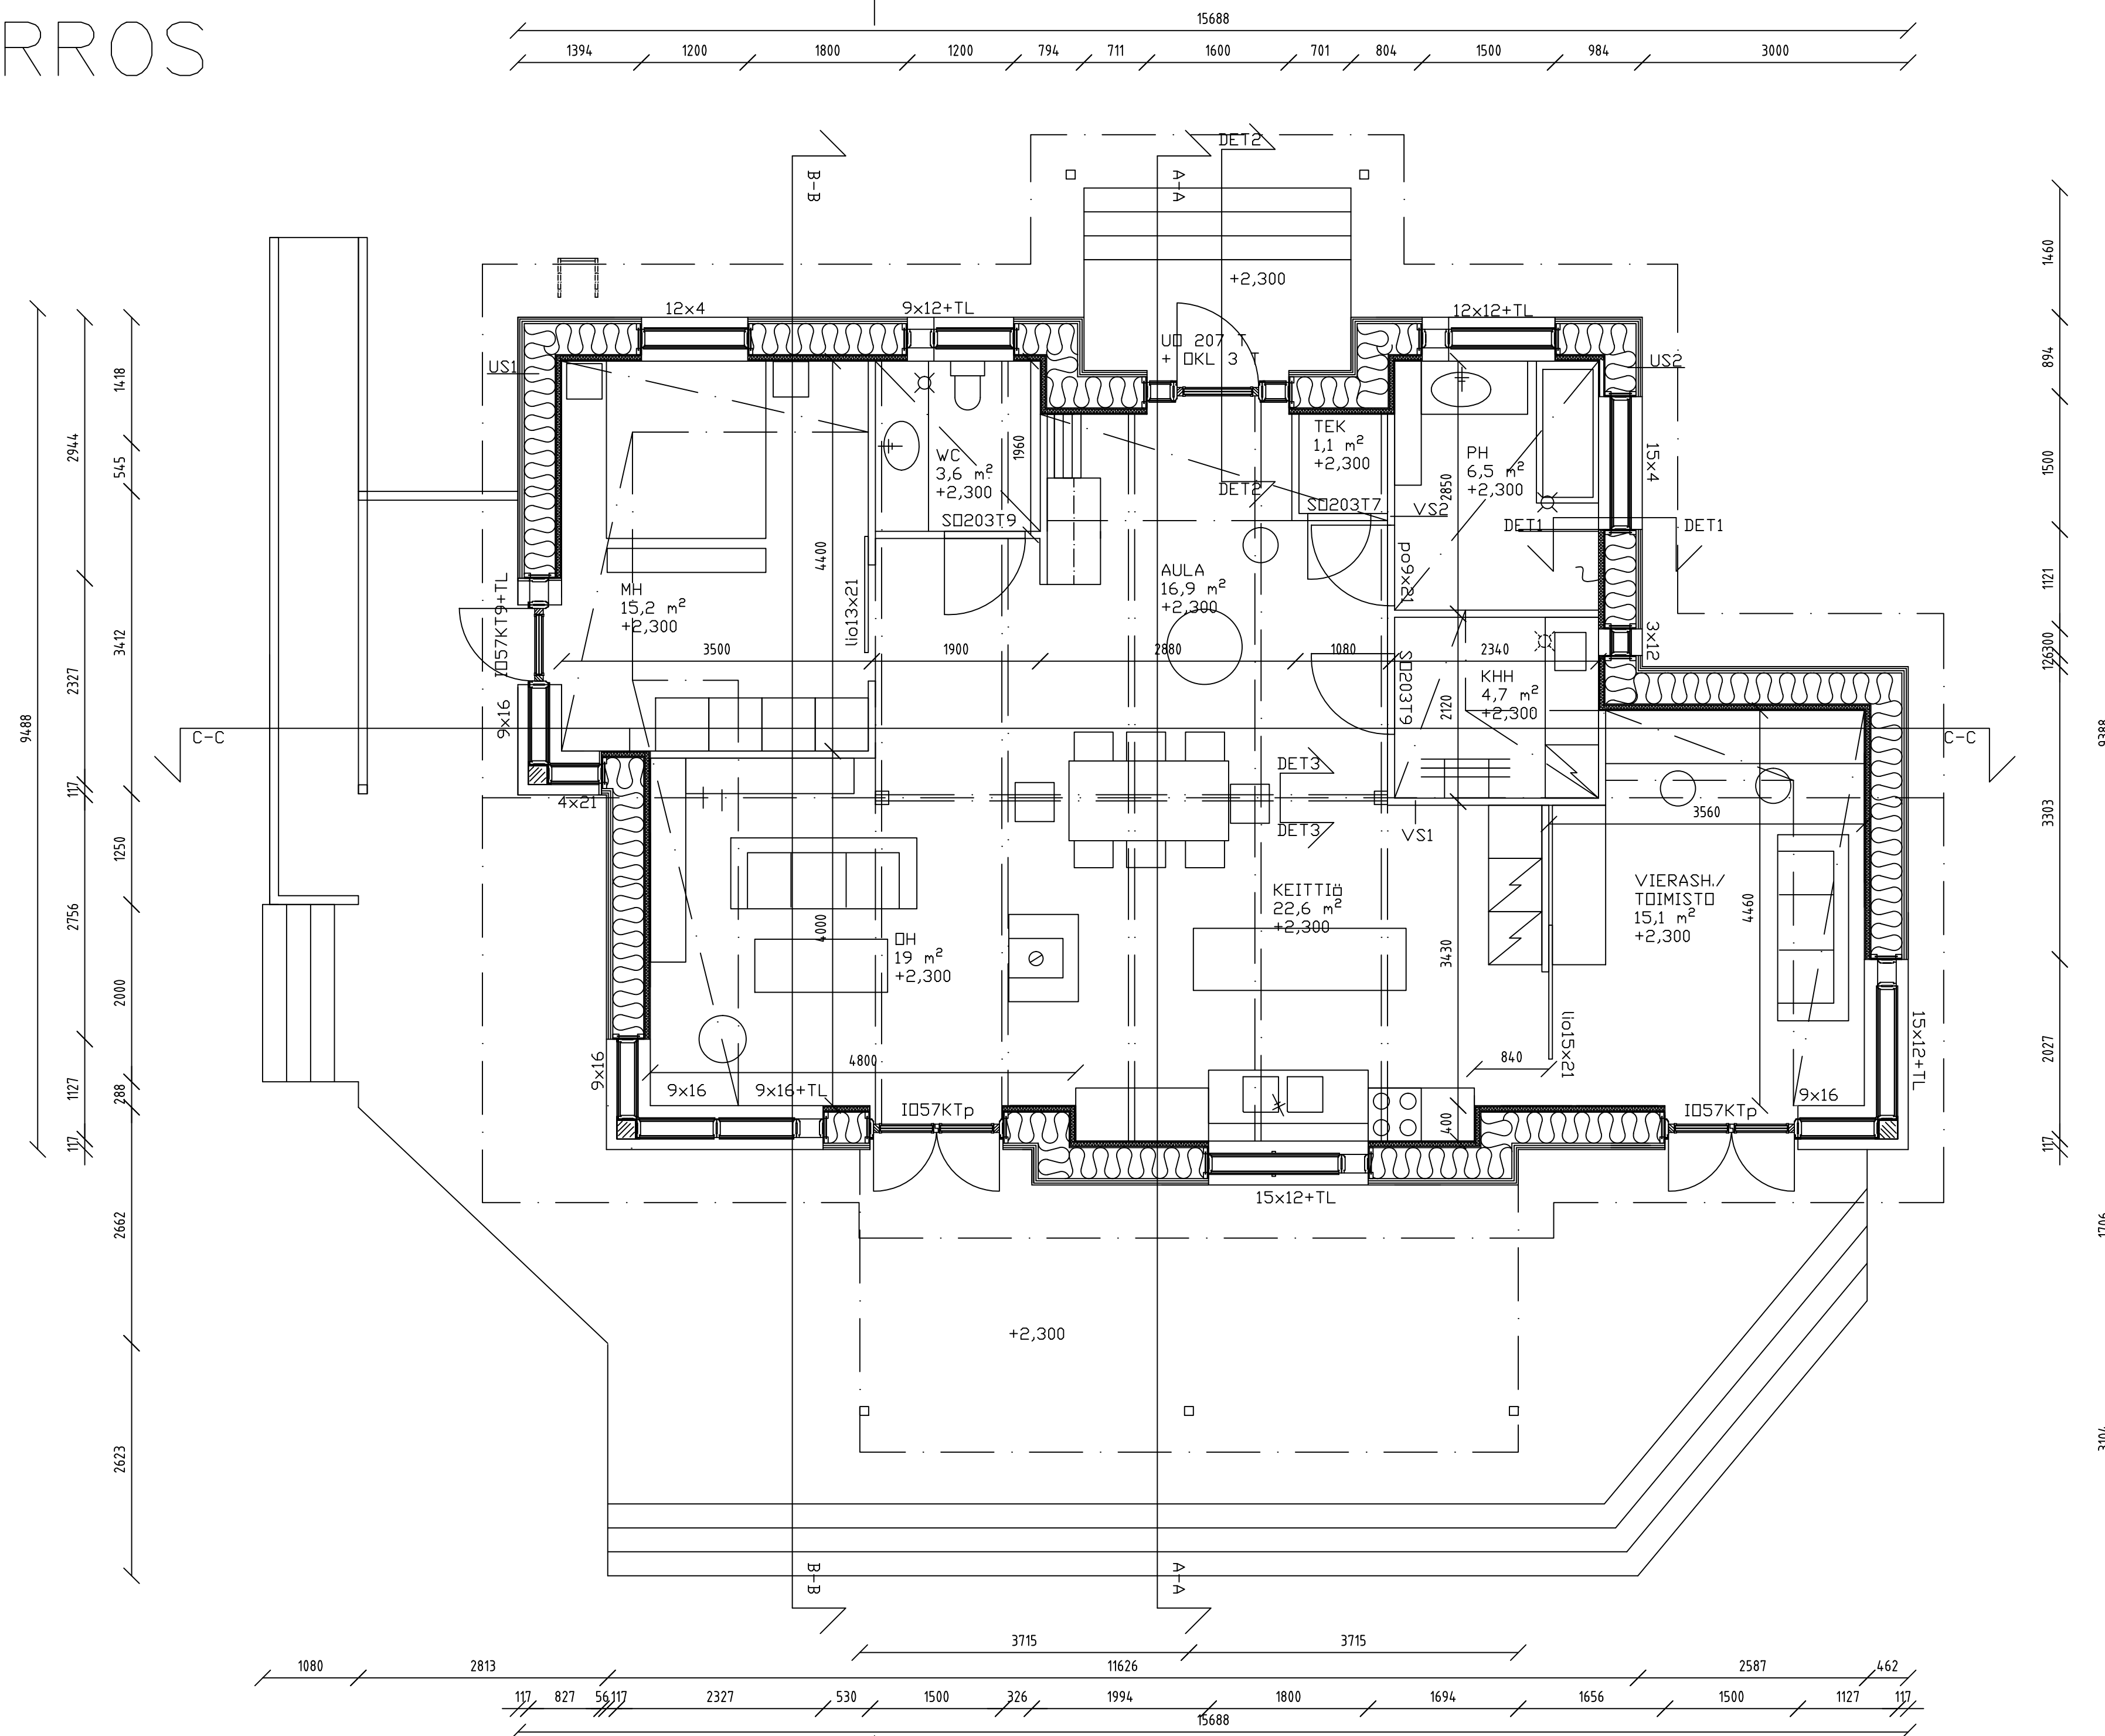 RROS
15688
1394 1200 1800 1200 794 711 1600 701 804 1500 984 3000
DET2
B-B
A-A
+2,300
12x4
9x12+TL
12x12+TL
UO 207 T
+ OKL 3 T
US1
US2
WC
3,6 m²
+2,300
1960
SO203T9
TEK
1,1 m²
+2,300
DET2
SO203T7
VS2
PH
6,5 m²
+2,300
2850
15x4
DET1
DET1
4400
MH
15,2 m²
+2,300
lio13x21
AULA
16,9 m²
+2,300
po9x21
IO57KT9+TL
3x12
3500 1900 2880 1080 2340
SO203T9
KHH
4,7 m²
+2,300
2120
9x16
C-C
C-C
4x21
DET3
DET3
VS1
3560
OH
19 m²
+2,300
4000
KEITTIÖ
22,6 m²
+2,300
3430
VIERASH./
TOIMISTO
15,1 m²
+2,300
4460
lio15x21
15x12+TL
9x16
4800
840
9x16
9x16+TL
IO57KTp
400
IO57KTp
9x16
15x12+TL
+2,300
B-B
A-A
9488
2944
2327
117
2756
1127
117
1418
545
3412
1250
2000
288
2662
2623
1460
894
1500
1121
300
126
3303
2027
117
3715 3715
1080 2813 11626 2587 462
117 827 56 117 2327 530 1500 326 1994 1800 1694 1656 1500 1127 117
15688